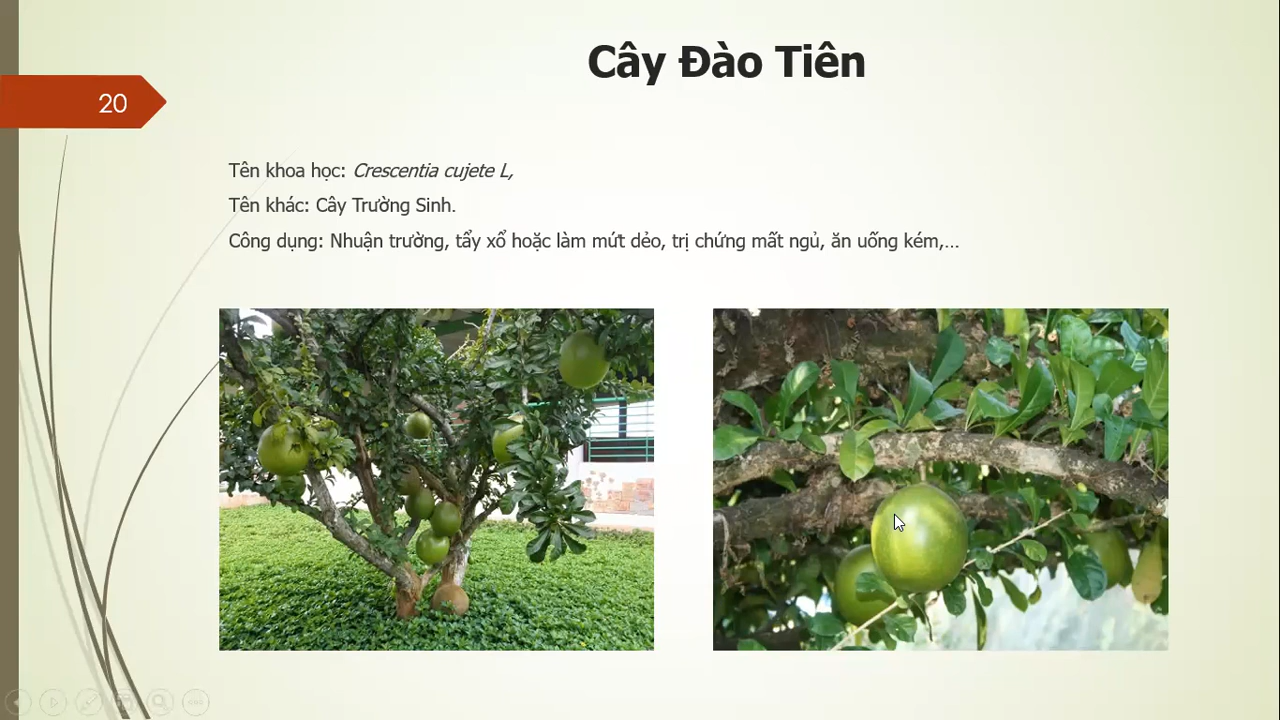 Cây Đào Tiên
20
Tên khoa học: Crescentia cujete L,
Tên khác: Cây Trường Sinh.
Công dụng: Nhuận trường, tẩy xổ hoặc làm mứt dẻo, trị chứng mất ngủ, ăn uống kém,...